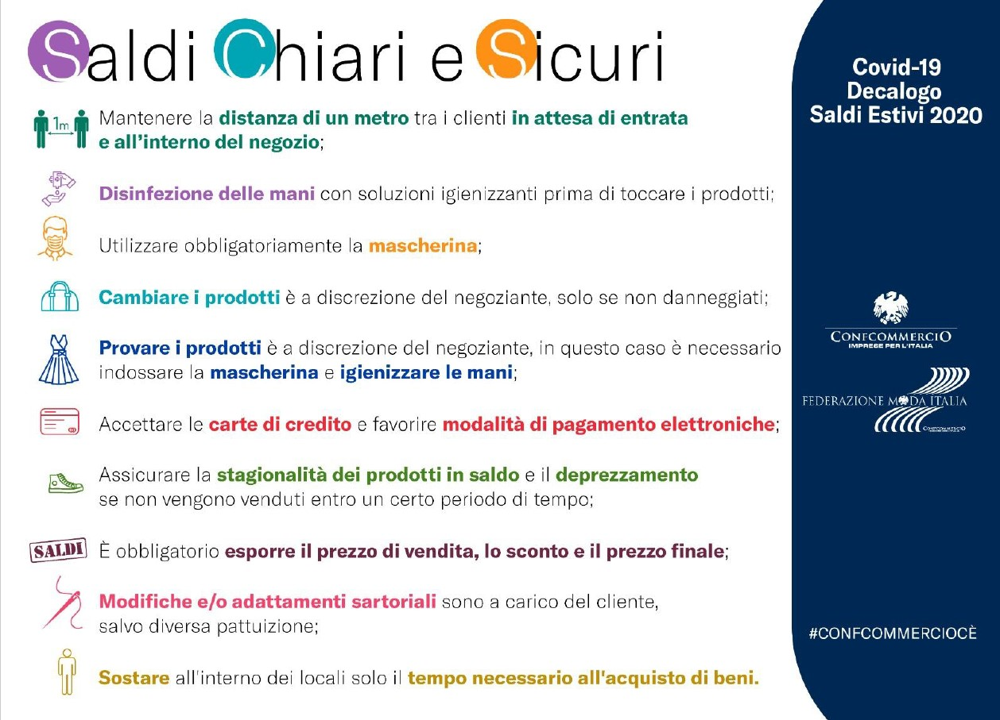 Saldi Chiari e Sicuri
1m
Mantenere la distanza di un metro tra i clienti in attesa di entrata
e all'interno del negozio;
Disinfezione delle mani con soluzioni igienizzanti prima di toccare i prodotti;
Utilizzare obbligatoriamente la mascherina;
Cambiare i prodotti è a discrezione del negoziante, solo se non danneggiati;
Provare i prodotti è a discrezione del negoziante, in questo caso è necessario
indossare la mascherina e igienizzare le mani;
Accettare le carte di credito e favorire modalità di pagamento elettroniche;
Assicurare la stagionalità dei prodotti in saldo e il deprezzamento
se non vengono venduti entro un certo periodo di tempo;
SALDI
È obbligatorio esporre il prezzo di vendita, lo sconto e il prezzo finale;
Modifiche e/o adattamenti sartoriali sono a carico del cliente,
salvo diversa pattuizione;
Sostare all'interno dei locali solo il tempo necessario all'acquisto di beni.
Covid-19
Decalogo
Saldi Estivi 2020
CONFCOMMERCIO
IMPRESE PER L'ITALIA
FEDERAZIONE MODA ITALIA
CONFCOMMERCIO
#CONFCOMMERCIOCÈ